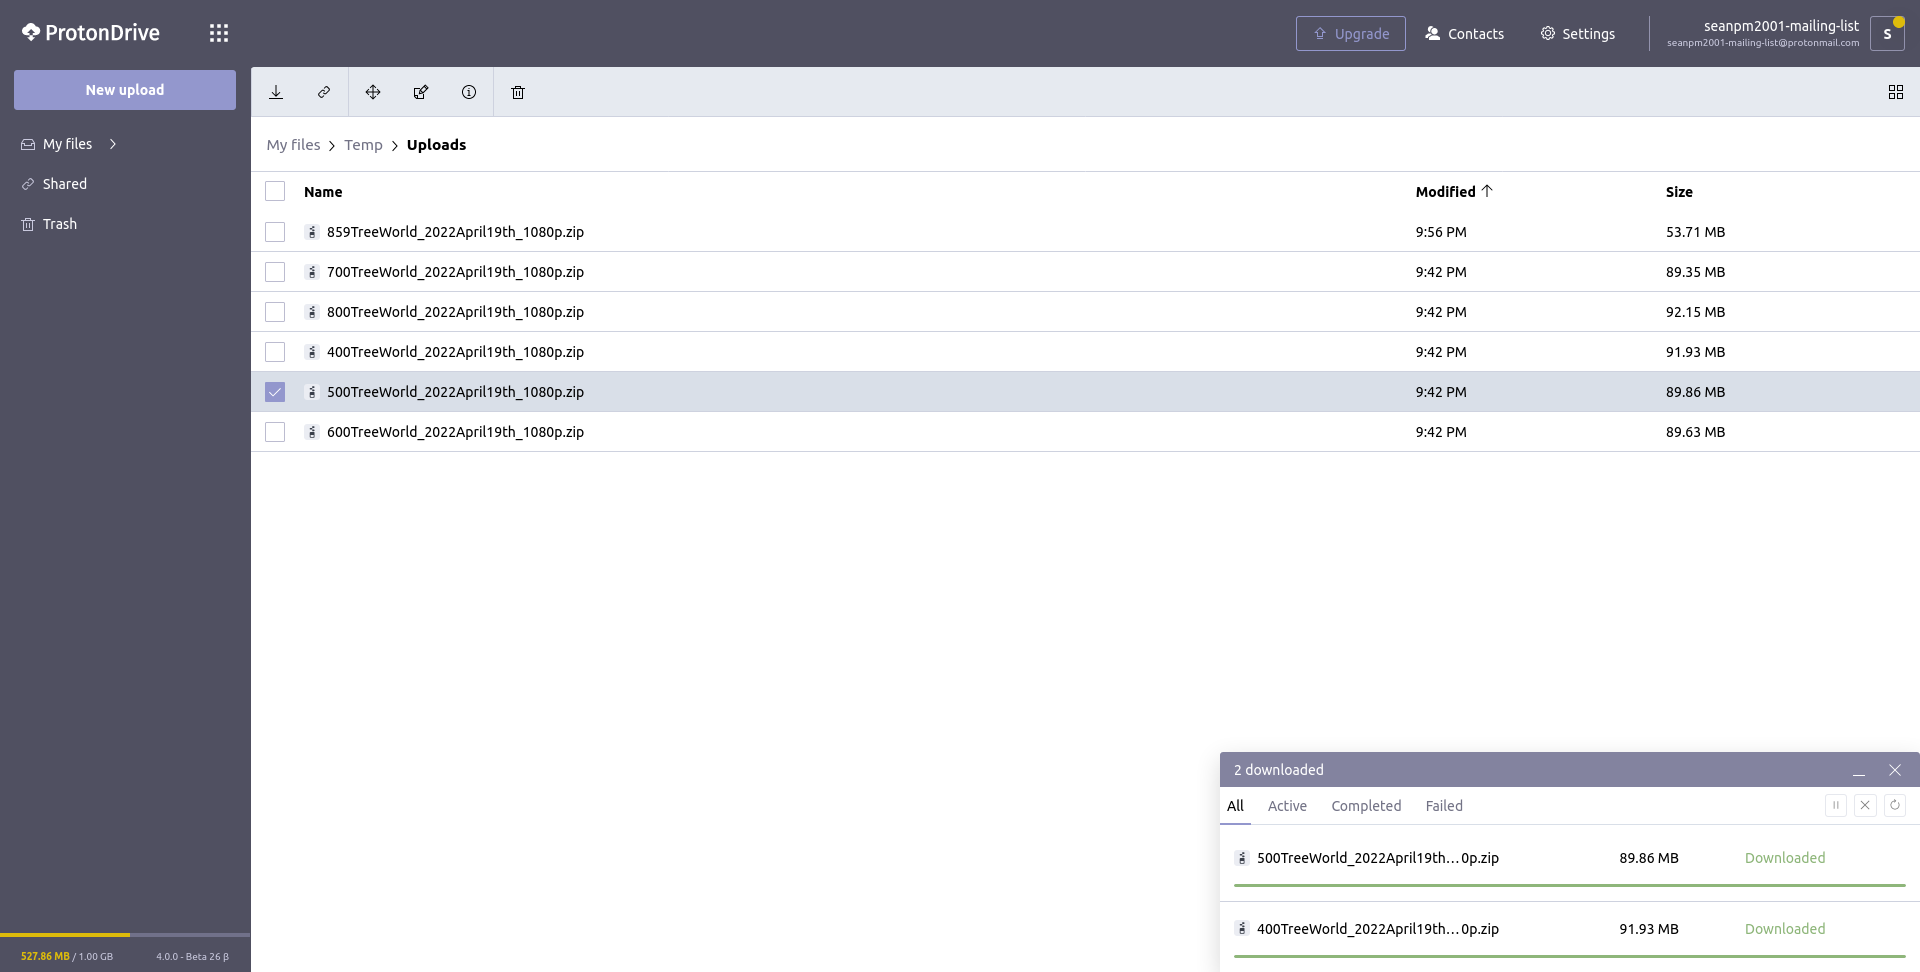 ProtonDrive
Upgrade
Contacts
Settings
seanpm2001-mailing-list
seanpm2001-mailing-list@protonmail.com
S
New upload
My files
Shared
Trash
My files > Temp > Uploads
Name Modified Size
859TreeWorld_2022April19th_1080p.zip 9:56 PM 53.71 MB
700TreeWorld_2022April19th_1080p.zip 9:42 PM 89.35 MB
800TreeWorld_2022April19th_1080p.zip 9:42 PM 92.15 MB
400TreeWorld_2022April19th_1080p.zip 9:42 PM 91.93 MB
500TreeWorld_2022April19th_1080p.zip 9:42 PM 89.86 MB
600TreeWorld_2022April19th_1080p.zip 9:42 PM 89.63 MB
2 downloaded
All Active Completed Failed
500TreeWorld_2022April19th...0p.zip 89.86 MB Downloaded
400TreeWorld_2022April19th...0p.zip 91.93 MB Downloaded
527.86 MB / 1.00 GB 4.0.0 - Beta 26 β